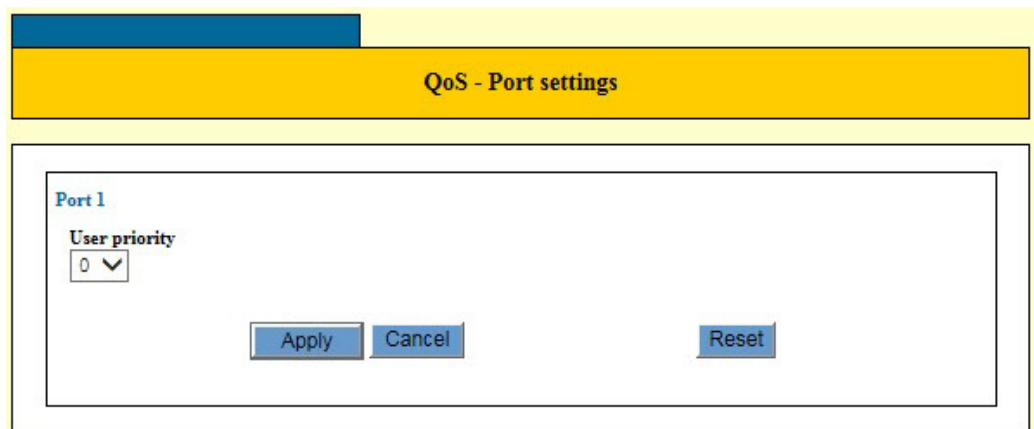 QoS - Port settings
Port 1
User priority
0
Apply Cancel Reset